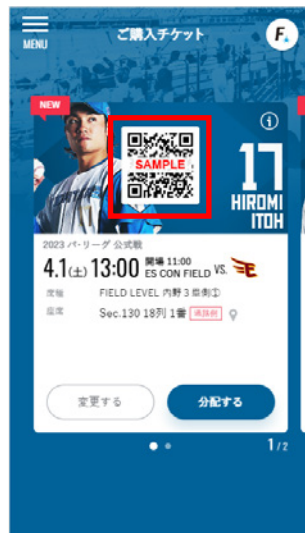 MENU
ご購入チケット
F.
NEW
SAMPLE
17
HIROMI
ITOH
2023 パ・リーグ 公式戦
4.1(土) 13:00 開場 11:00 ES CON FIELD VS. E
席種 FIELD LEVEL 内野3塁側①
座席 Sec.130 18列 1番 通路側
変更する
分配する
1/2